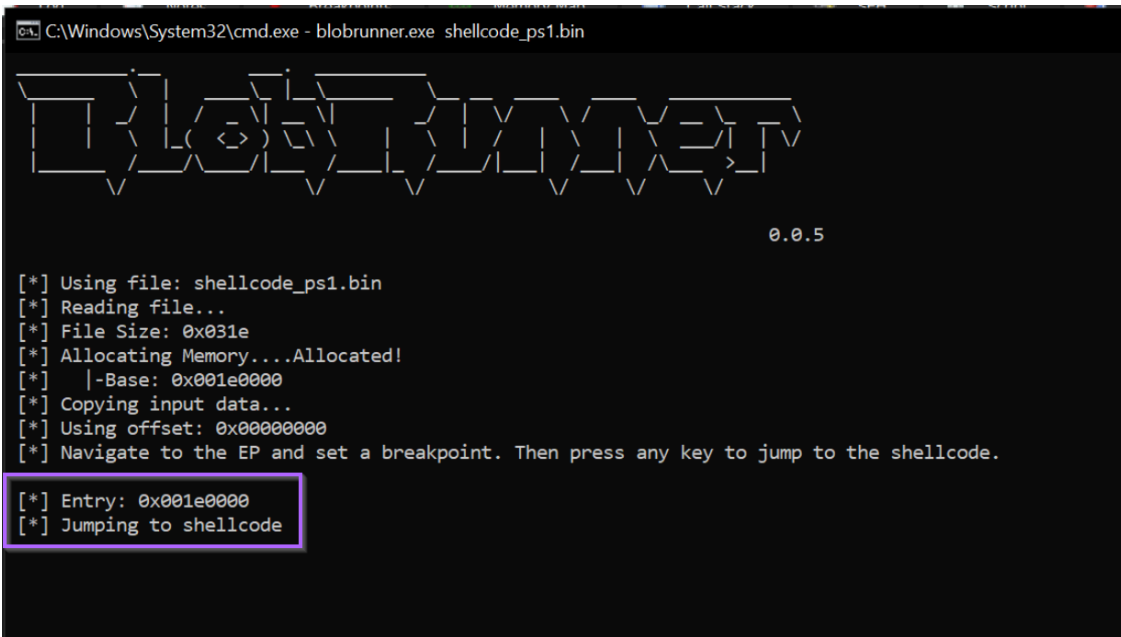 C:\Windows\System32\cmd.exe - blobrunner.exe shellcode_ps1.bin
BlobRunner
0.0.5
[*] Using file: shellcode_ps1.bin
[*] Reading file...
[*] File Size: 0x031e
[*] Allocating Memory....Allocated!
[*]   |-Base: 0x001e0000
[*] Copying input data...
[*] Using offset: 0x00000000
[*] Navigate to the EP and set a breakpoint. Then press any key to jump to the shellcode.
[*] Entry: 0x001e0000
[*] Jumping to shellcode